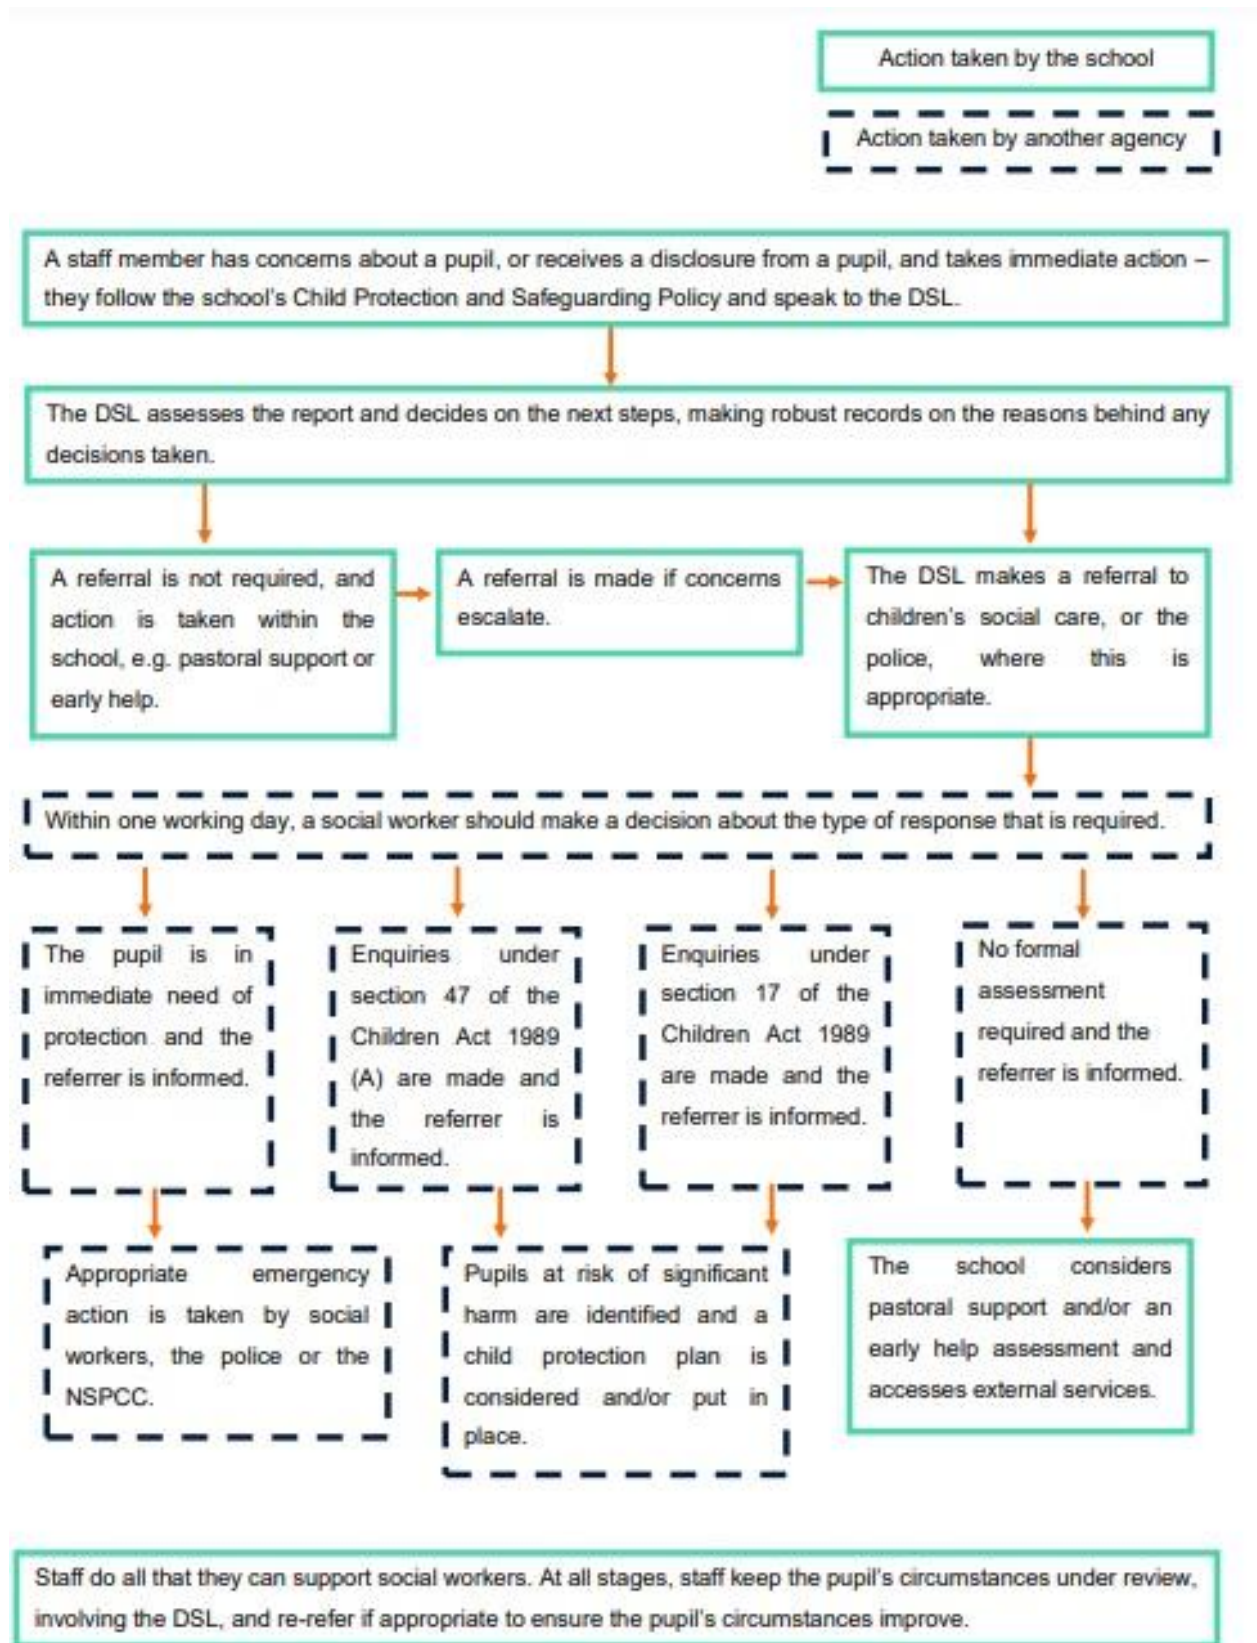 Action taken by the school
Action taken by another agency
A staff member has concerns about a pupil, or receives a disclosure from a pupil, and takes immediate action –
they follow the school's Child Protection and Safeguarding Policy and speak to the DSL.
The DSL assesses the report and decides on the next steps, making robust records on the reasons behind any
decisions taken.
A referral is not required, and
action is taken within the
school, e.g. pastoral support or
early help.
A referral is made if concerns
escalate.
The DSL makes a referral to
children's social care, or the
police, where this is
appropriate.
Within one working day, a social worker should make a decision about the type of response that is required.
The pupil is in
immediate need of
protection and the
referrer is informed.
Enquiries under
section 47 of the
Children Act 1989
(A) are made and
the referrer is
informed.
Enquiries under
section 17 of the
Children Act 1989
are made and the
referrer is informed.
No formal
assessment
required and the
referrer is informed.
Appropriate emergency
action is taken by social
workers, the police or the
NSPCC.
Pupils at risk of significant
harm are identified and a
child protection plan is
considered and/or put in
place.
The school considers
pastoral support and/or an
early help assessment and
accesses external services.
Staff do all that they can support social workers. At all stages, staff keep the pupil's circumstances under review,
involving the DSL, and re-refer if appropriate to ensure the pupil's circumstances improve.